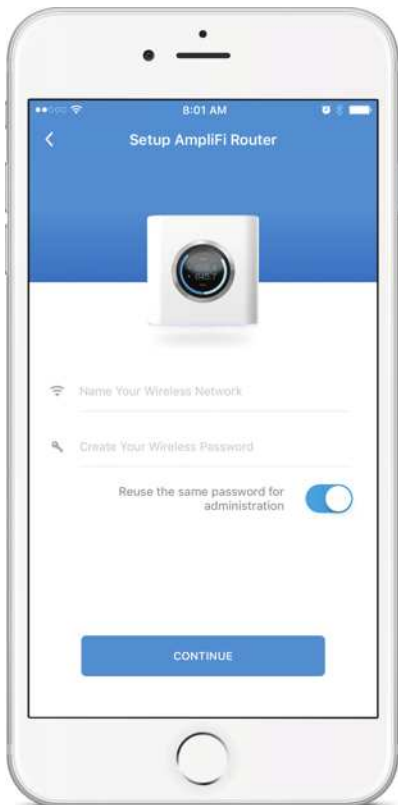 8:01 AM
Setup AmpliFi Router
Name Your Wireless Network
Create Your Wireless Password
Reuse the same password for
administration
CONTINUE